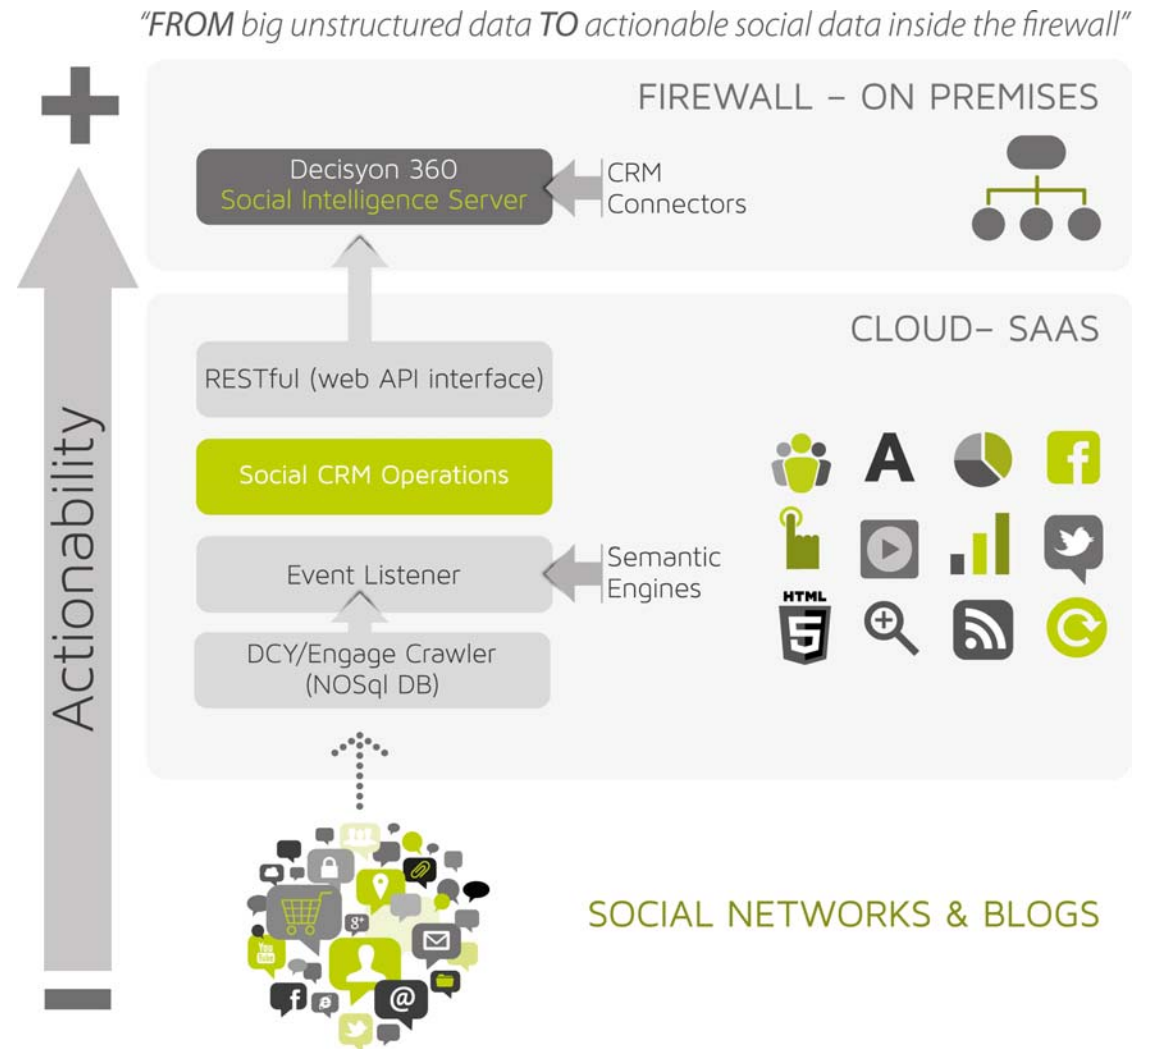 “FROM big unstructured data TO actionable social data inside the firewall”
FIREWALL – ON PREMISES
Decisyon 360
Social Intelligence Server
CRM
Connectors
CLOUD– SAAS
RESTful (web API interface)
Social CRM Operations
Event Listener
Semantic
Engines
DCY/Engage Crawler
(NOSql DB)
Actionability
A
HTML
5
SOCIAL NETWORKS & BLOGS
g+
You
Tube
f
e
@